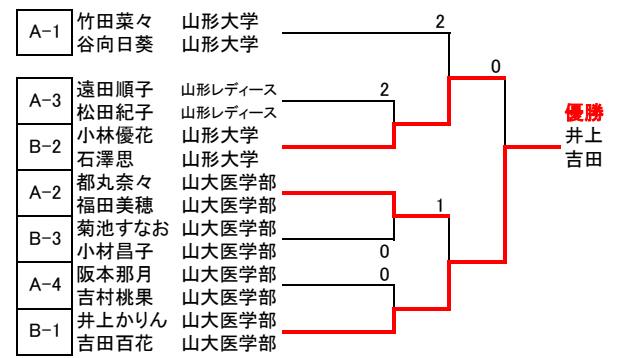 A-1 竹田菜々 山形大学 2
谷向日葵 山形大学
0
A-3 遠田順子 山形レディース 2
松田紀子 山形レディース
優勝
B-2 小林優花 山形大学
井上
石澤思 山形大学
吉田
A-2 都丸奈々 山大医学部
福田美穂 山大医学部 1
B-3 菊池すなお 山大医学部
小材昌子 山大医学部 0
A-4 阪本那月 山大医学部 0
吉村桃果 山大医学部
B-1 井上かりん 山大医学部
吉田百花 山大医学部